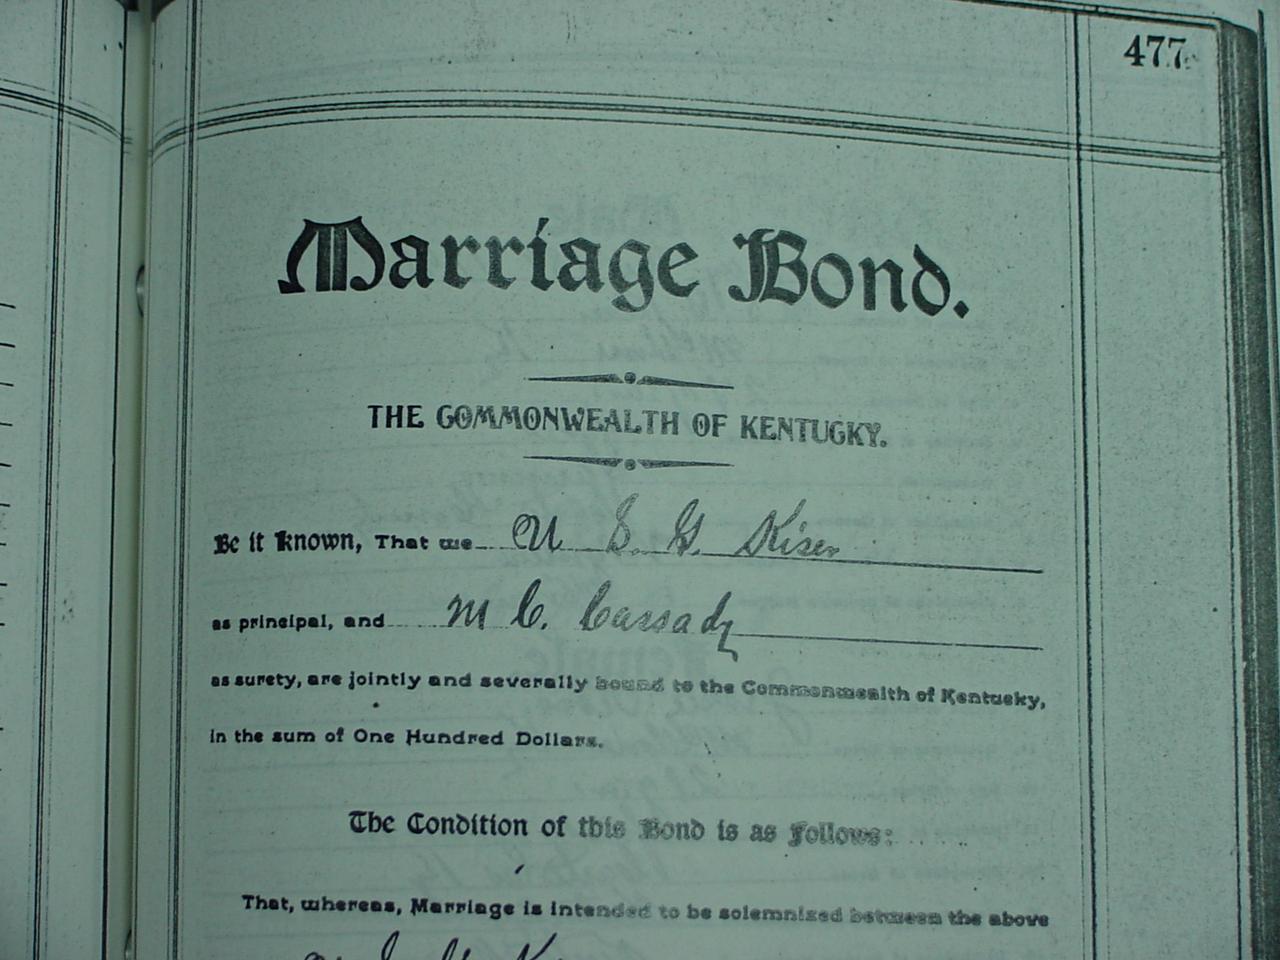 477
Marriage Bond.
THE COMMONWEALTH OF KENTUCKY.
Be it known, That we U S. G. Kiser
as principal, and M C. Cassady
as surety, are jointly and severally bound to the Commonwealth of Kentucky,
in the sum of One Hundred Dollars.
The Condition of this Bond is as Follows:
That, whereas, Marriage is intended to be solemnized between the above